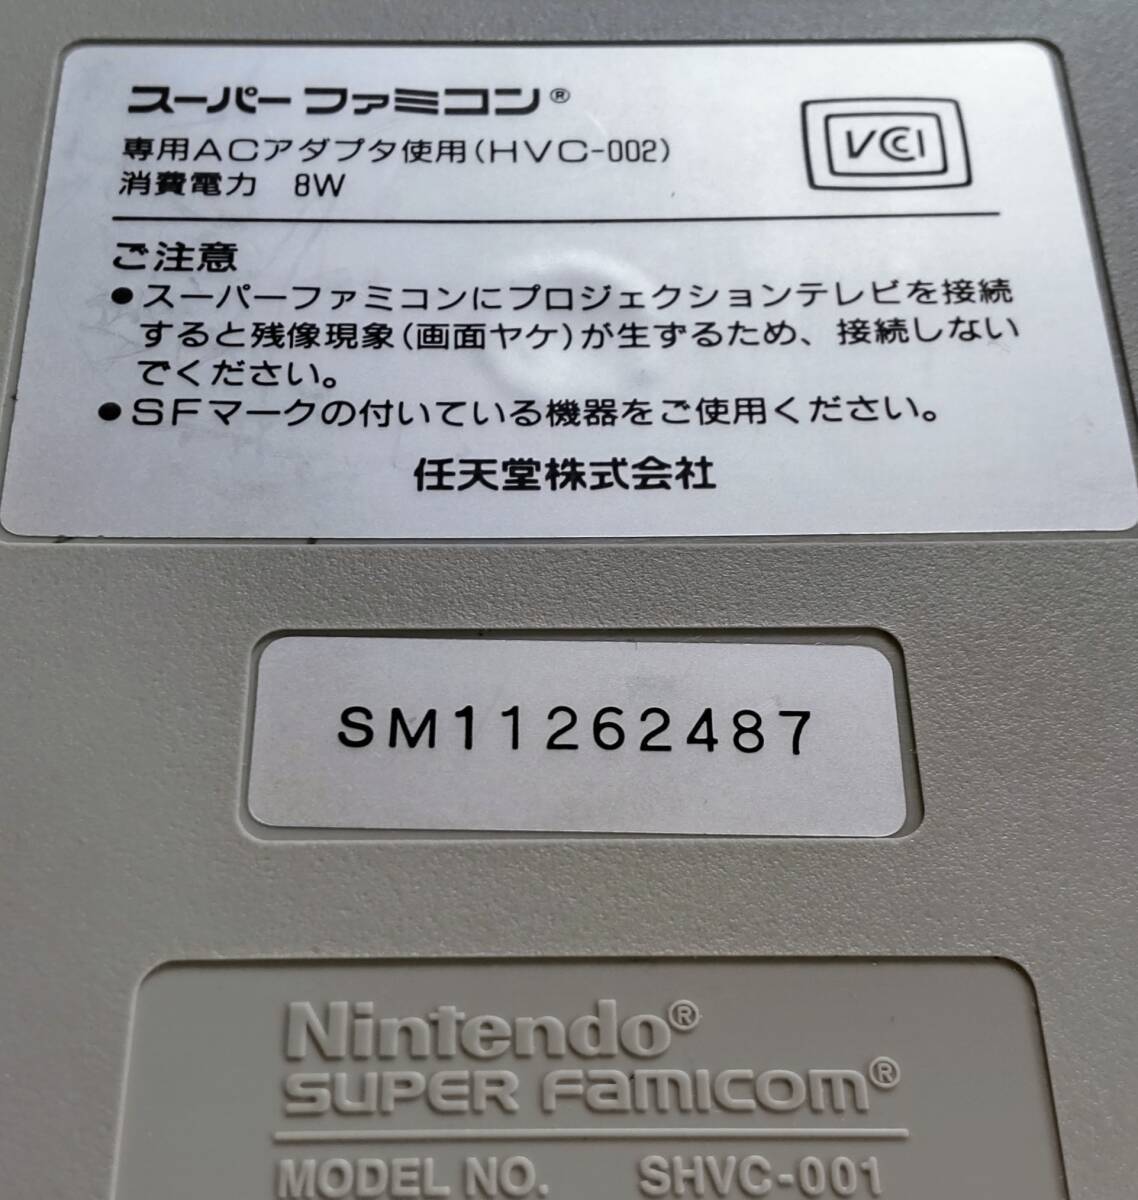 スーパーファミコン®
VCCI
専用ACアダプタ使用(HVC-002)
消費電力 8W
ご注意
●スーパーファミコンにプロジェクションテレビを接続
すると残像現象(画面ヤケ)が生ずるため、接続しない
でください。
●SFマークの付いている機器をご使用ください。
任天堂株式会社
SM11262487
Nintendo®
SUPER FAMICOM®
MODEL NO. SHVC-001